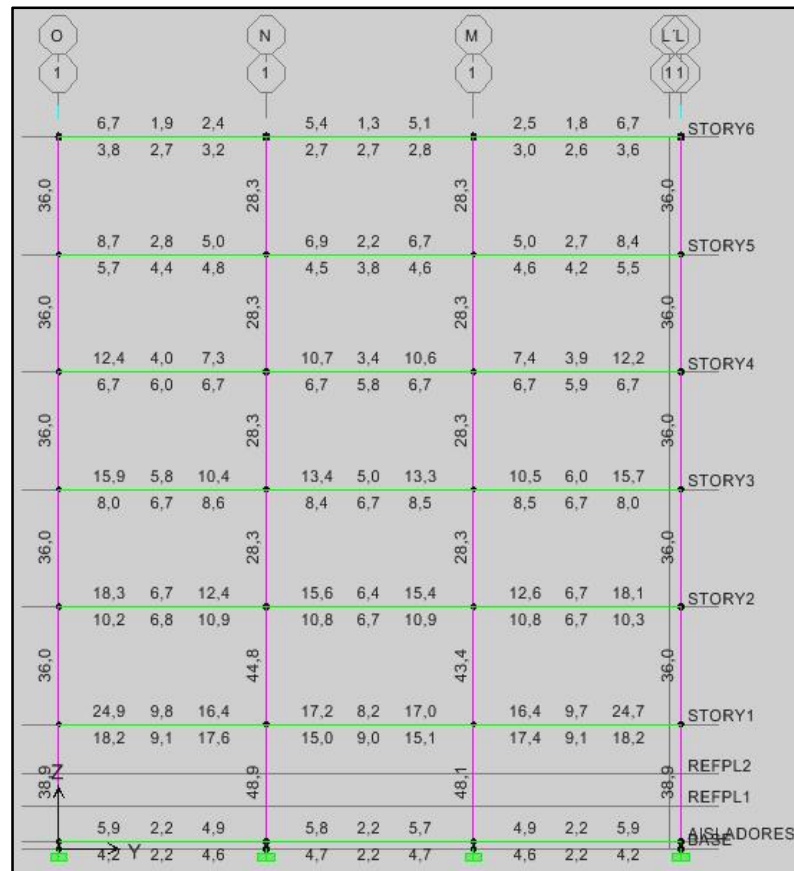 O N M L' L
1 1 1 1 1
6,7 1,9 2,4 5,4 1,3 5,1 2,5 1,8 6,7 STORY6
3,8 2,7 3,2 2,7 2,7 2,8 3,0 2,6 3,6
36,0 28,3 28,3 36,0
8,7 2,8 5,0 6,9 2,2 6,7 5,0 2,7 8,4 STORY5
5,7 4,4 4,8 4,5 3,8 4,6 4,6 4,2 5,5
36,0 28,3 28,3 36,0
12,4 4,0 7,3 10,7 3,4 10,6 7,4 3,9 12,2 STORY4
6,7 6,0 6,7 6,7 5,8 6,7 6,7 5,9 6,7
36,0 28,3 28,3 36,0
15,9 5,8 10,4 13,4 5,0 13,3 10,5 6,0 15,7 STORY3
8,0 6,7 8,6 8,4 6,7 8,5 8,5 6,7 8,0
36,0 28,3 28,3 36,0
18,3 6,7 12,4 15,6 6,4 15,4 12,6 6,7 18,1 STORY2
10,2 6,8 10,9 10,8 6,7 10,9 10,8 6,7 10,3
36,0 44,8 43,4 36,0
24,9 9,8 16,4 17,2 8,2 17,0 16,4 9,7 24,7 STORY1
18,2 9,1 17,6 15,0 9,0 15,1 17,4 9,1 18,2
REFPL2
38,9 Z 48,9 48,1 38,9
REFPL1
5,9 2,2 4,9 5,8 2,2 5,7 4,9 2,2 5,9 AISLADORES
BASE
4,2 Y 2,2 4,6 4,7 2,2 4,7 4,6 2,2 4,2